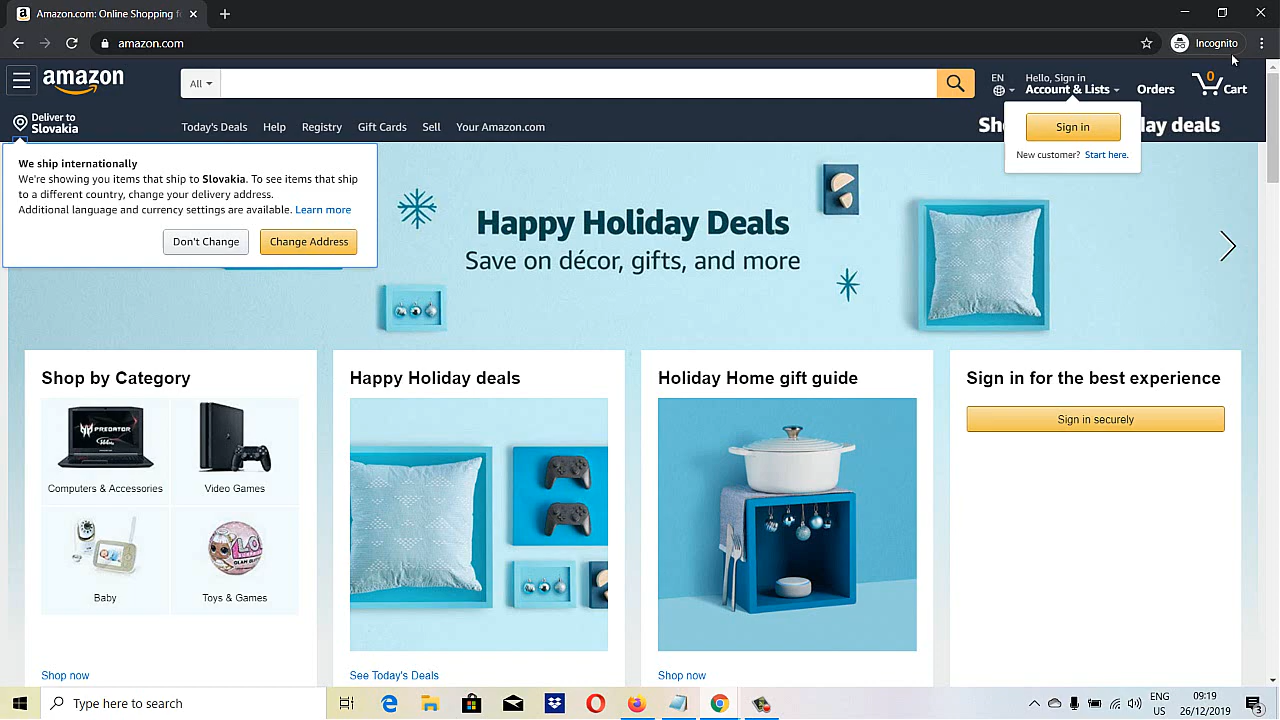 Amazon.com: Online Shopping f
amazon.com
Incognito
amazon
All
EN
Hello, Sign in
Account & Lists
Orders
0
Cart
Deliver to
Slovakia
Today's Deals
Help
Registry
Gift Cards
Sell
Your Amazon.com
Sh
day deals
Sign in
New customer? Start here.
We ship internationally
We're showing you items that ship to Slovakia. To see items that ship
to a different country, change your delivery address.
Additional language and currency settings are available. Learn more
Don't Change
Change Address
Happy Holiday Deals
Save on décor, gifts, and more
Shop by Category
PREDATOR
144Hz
Computers & Accessories
Video Games
Baby
Toys & Games
Shop now
Happy Holiday deals
See Today's Deals
Holiday Home gift guide
Shop now
Sign in for the best experience
Sign in securely
Type here to search
ENG
US
09:19
26/12/2019
3